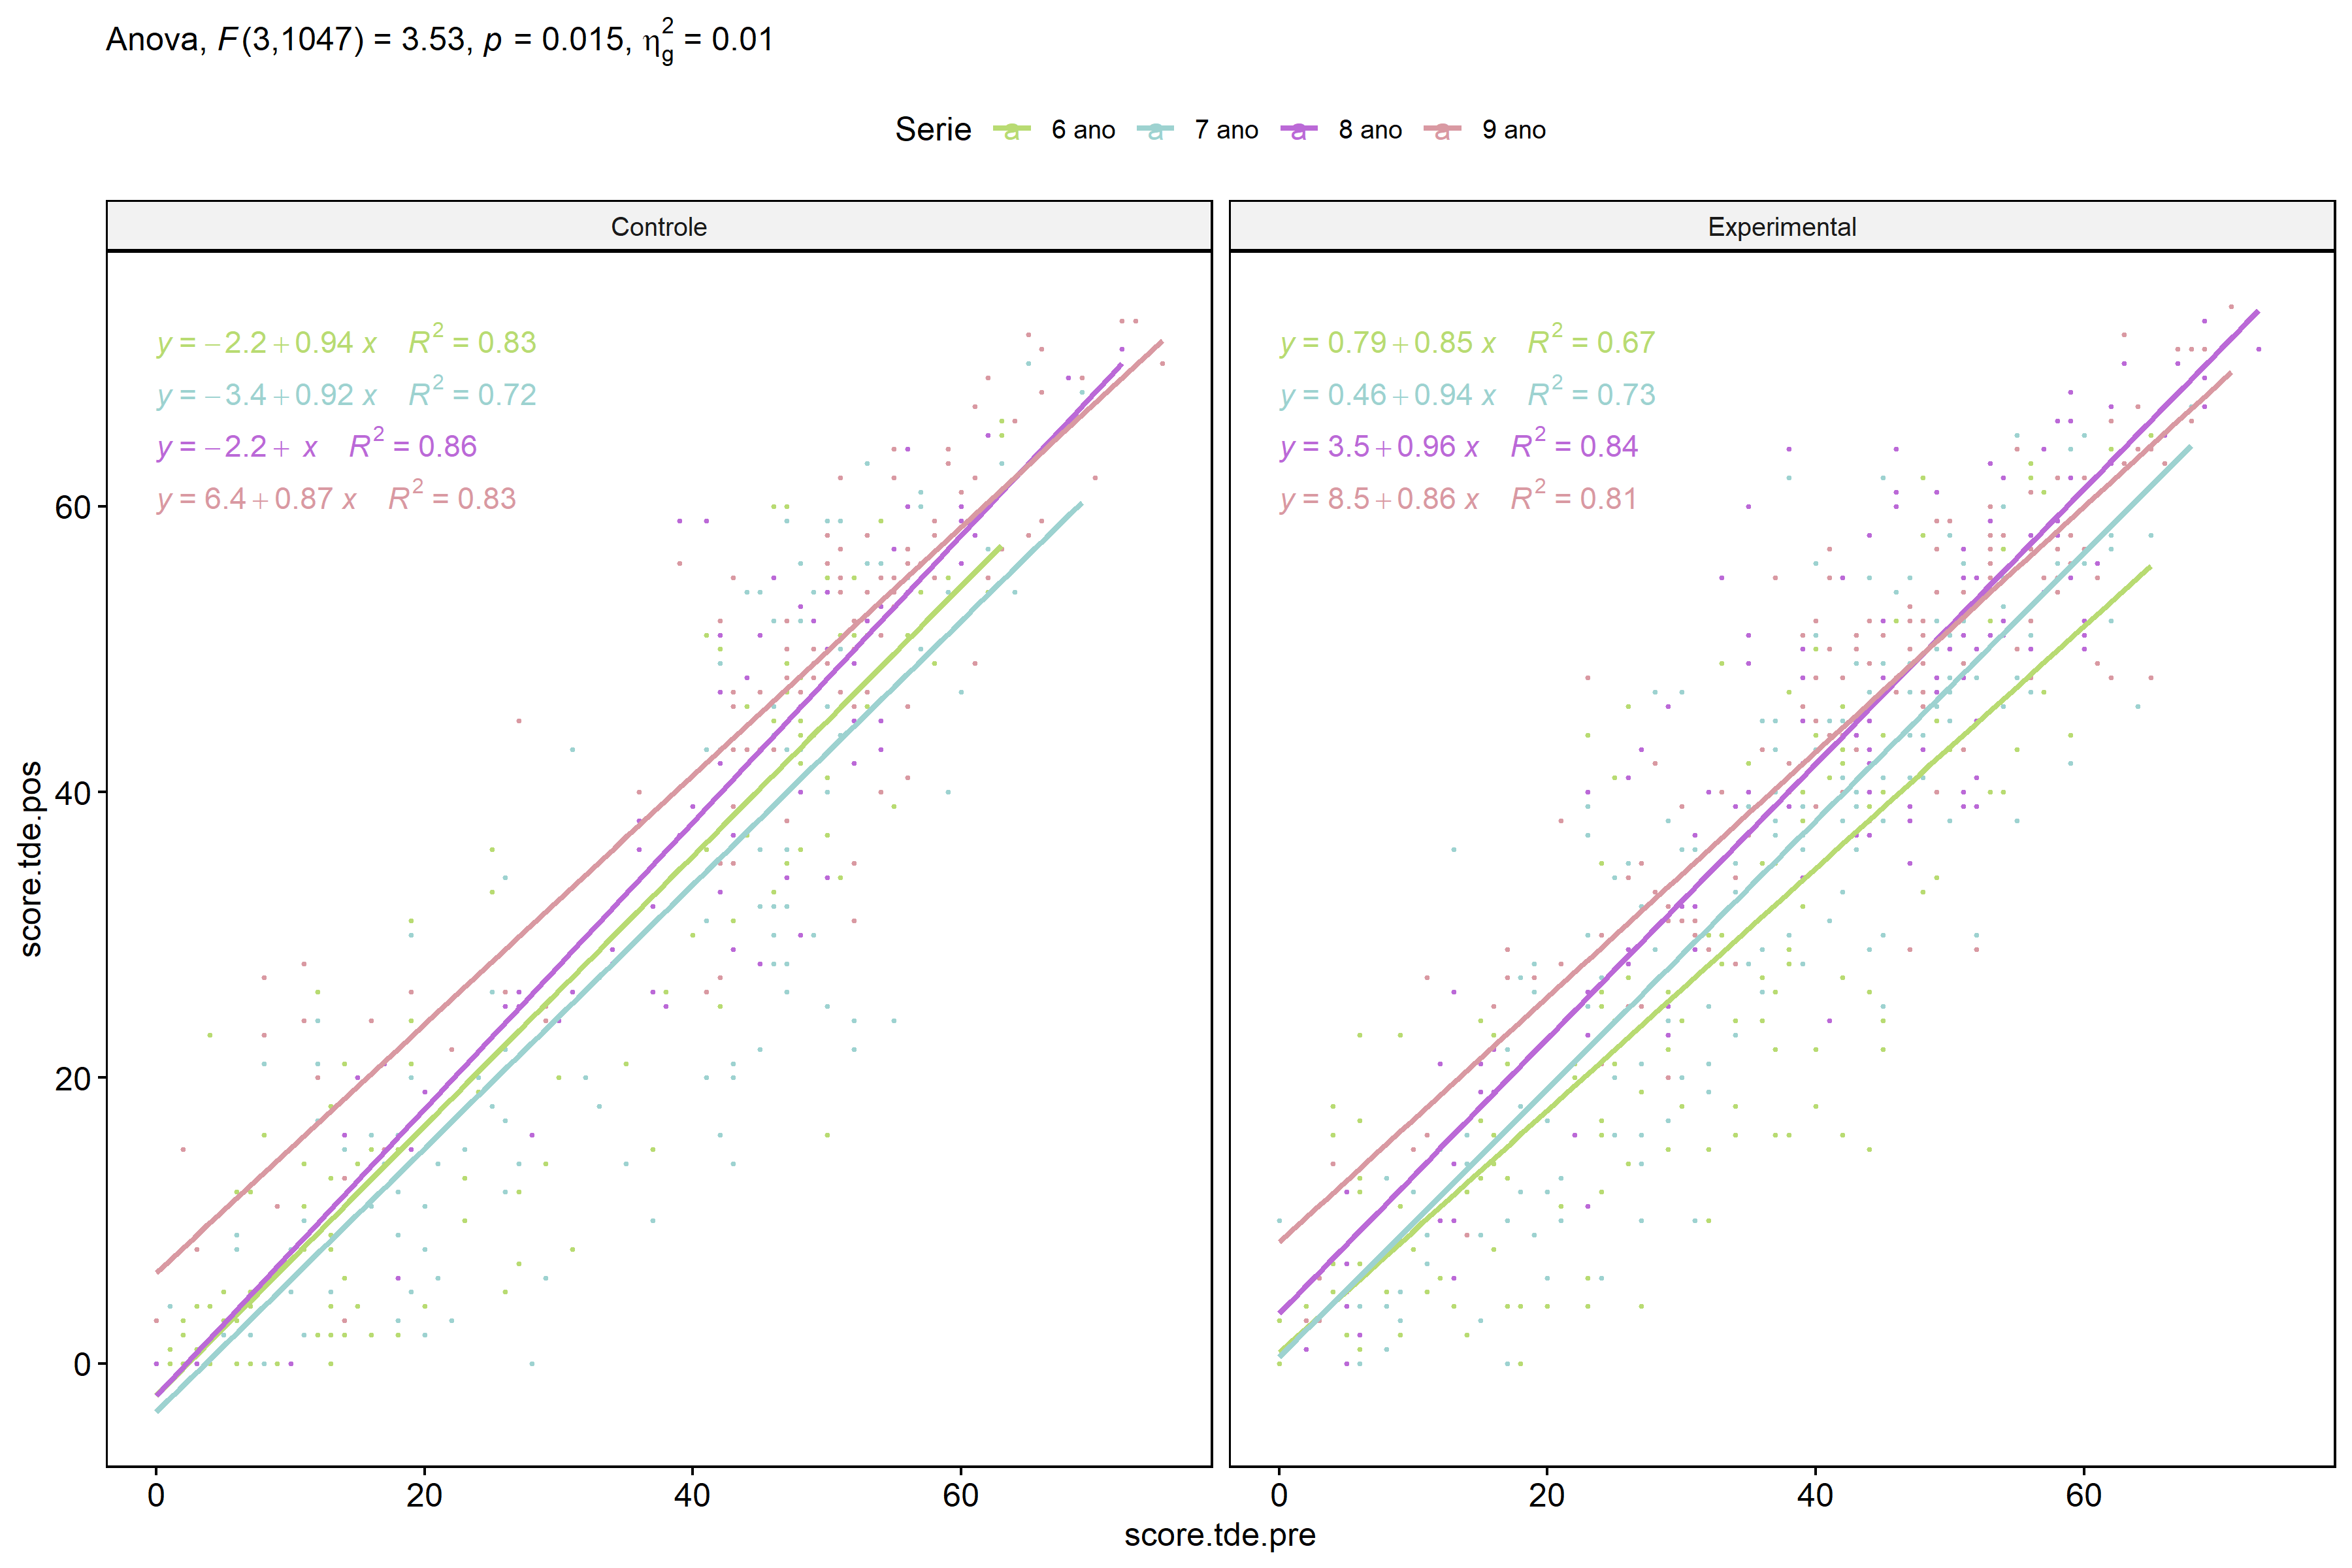 Anova, F(3,1047) = 3.53, p = 0.015, η²g = 0.01
Serie a 6 ano a 7 ano a 8 ano a 9 ano
Controle
Experimental
y = −2.2 + 0.94 x R² = 0.83
y = −3.4 + 0.92 x R² = 0.72
y = −2.2 + x R² = 0.86
y = 6.4 + 0.87 x R² = 0.83
y = 0.79 + 0.85 x R² = 0.67
y = 0.46 + 0.94 x R² = 0.73
y = 3.5 + 0.96 x R² = 0.84
y = 8.5 + 0.86 x R² = 0.81
score.tde.pos
60
40
20
0
0 20 40 60
0 20 40 60
score.tde.pre